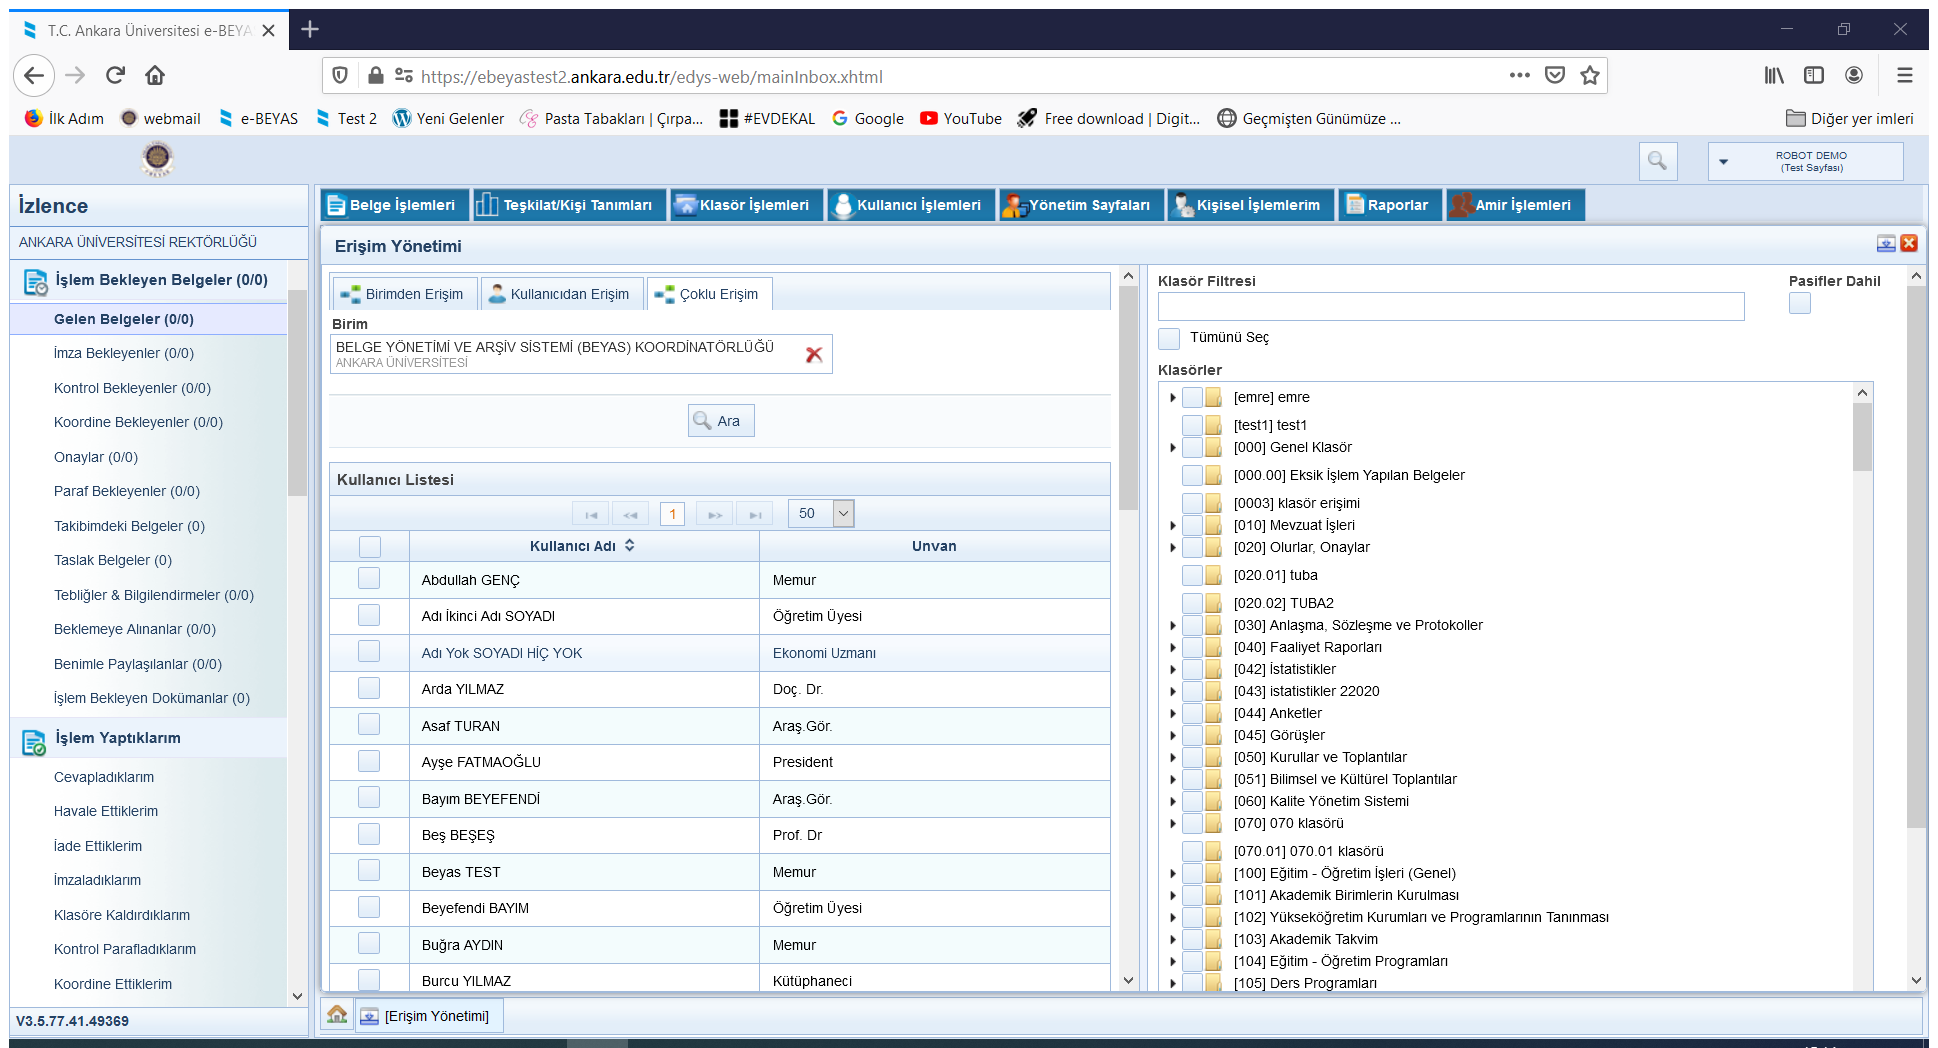 T.C. Ankara Üniversitesi e-BEYA
https://ebeyastest2.ankara.edu.tr/edys-web/mainInbox.xhtml
İlk Adım webmail e-BEYAS Test 2 Yeni Gelenler Pasta Tabakları | Çırpa... #EVDEKAL Google YouTube Free download | Digit... Geçmişten Günümüze ... Diğer yer imleri
ROBOT DEMO
(Test Sayfası)
İzlence
ANKARA ÜNİVERSİTESİ REKTÖRLÜĞÜ
İşlem Bekleyen Belgeler (0/0)
Gelen Belgeler (0/0)
İmza Bekleyenler (0/0)
Kontrol Bekleyenler (0/0)
Koordine Bekleyenler (0/0)
Onaylar (0/0)
Paraf Bekleyenler (0/0)
Takibimdeki Belgeler (0)
Taslak Belgeler (0)
Tebliğler & Bilgilendirmeler (0/0)
Beklemeye Alınanlar (0/0)
Benimle Paylaşılanlar (0/0)
İşlem Bekleyen Dokümanlar (0)
İşlem Yaptıklarım
Cevapladıklarım
Havale Ettiklerim
İade Ettiklerim
İmzaladıklarım
Klasöre Kaldırdıklarım
Kontrol Parafladıklarım
Koordine Ettiklerim
V3.5.77.41.49369
Belge İşlemleri Teşkilat/Kişi Tanımları Klasör İşlemleri Kullanıcı İşlemleri Yönetim Sayfaları Kişisel İşlemlerim Raporlar Amir İşlemleri
Erişim Yönetimi
Birimden Erişim Kullanıcıdan Erişim Çoklu Erişim
Birim
BELGE YÖNETİMİ VE ARŞİV SİSTEMİ (BEYAS) KOORDİNATÖRLÜĞÜ
ANKARA ÜNİVERSİTESİ
Ara
Kullanıcı Listesi
1 50
Kullanıcı Adı Unvan
Abdullah GENÇ Memur
Adı İkinci Adı SOYADI Öğretim Üyesi
Adı Yok SOYADI HİÇ YOK Ekonomi Uzmanı
Arda YILMAZ Doç. Dr.
Asaf TURAN Araş.Gör.
Ayşe FATMAOĞLU President
Bayım BEYEFENDİ Araş.Gör.
Beş BEŞEŞ Prof. Dr
Beyas TEST Memur
Beyefendi BAYIM Öğretim Üyesi
Buğra AYDIN Memur
Burcu YILMAZ Kütüphaneci
Klasör Filtresi Pasifler Dahil
Tümünü Seç
Klasörler
[emre] emre
[test1] test1
[000] Genel Klasör
[000.00] Eksik İşlem Yapılan Belgeler
[0003] klasör erişimi
[010] Mevzuat İşleri
[020] Olurlar, Onaylar
[020.01] tuba
[020.02] TUBA2
[030] Anlaşma, Sözleşme ve Protokoller
[040] Faaliyet Raporları
[042] İstatistikler
[043] istatistikler 22020
[044] Anketler
[045] Görüşler
[050] Kurullar ve Toplantılar
[051] Bilimsel ve Kültürel Toplantılar
[060] Kalite Yönetim Sistemi
[070] 070 klasörü
[070.01] 070.01 klasörü
[100] Eğitim - Öğretim İşleri (Genel)
[101] Akademik Birimlerin Kurulması
[102] Yükseköğretim Kurumları ve Programlarının Tanınması
[103] Akademik Takvim
[104] Eğitim - Öğretim Programları
[105] Ders Programları
[Erişim Yönetimi]